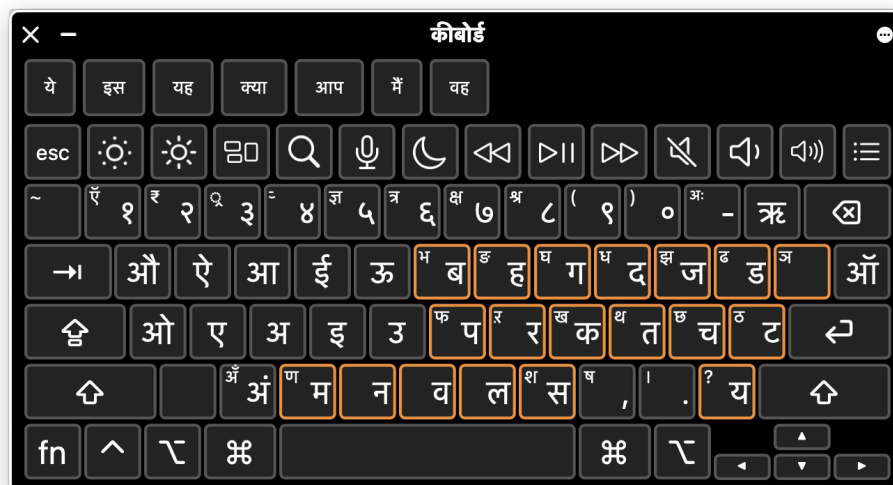 कीबोर्ड
ये इस यह क्या आप मैं वह
esc
~ ऍ १ ₹ २ ्र ३ ४ ज्ञ ५ त्र ६ क्ष ७ श्र ८ ( ९ ) ० अः - ऋ
औ ऐ आ ई ऊ भ ब ङ ह घ ग ध द झ ज ढ ड ञ ऑ
ओ ए अ इ उ फ प ऱ र ख क थ त छ च ठ ट
अँ अं ण म न व ल श स ष , । . ? य
fn ^ ⌥ ⌘ ⌘ ⌥